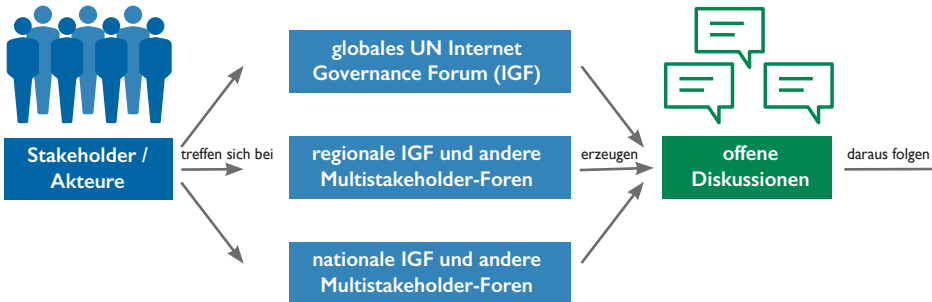 globales UN Internet
Governance Forum (IGF)
Stakeholder /
Akteure
treffen sich bei
regionale IGF und andere
Multistakeholder-Foren
erzeugen
offene
Diskussionen
daraus folgen
nationale IGF und andere
Multistakeholder-Foren